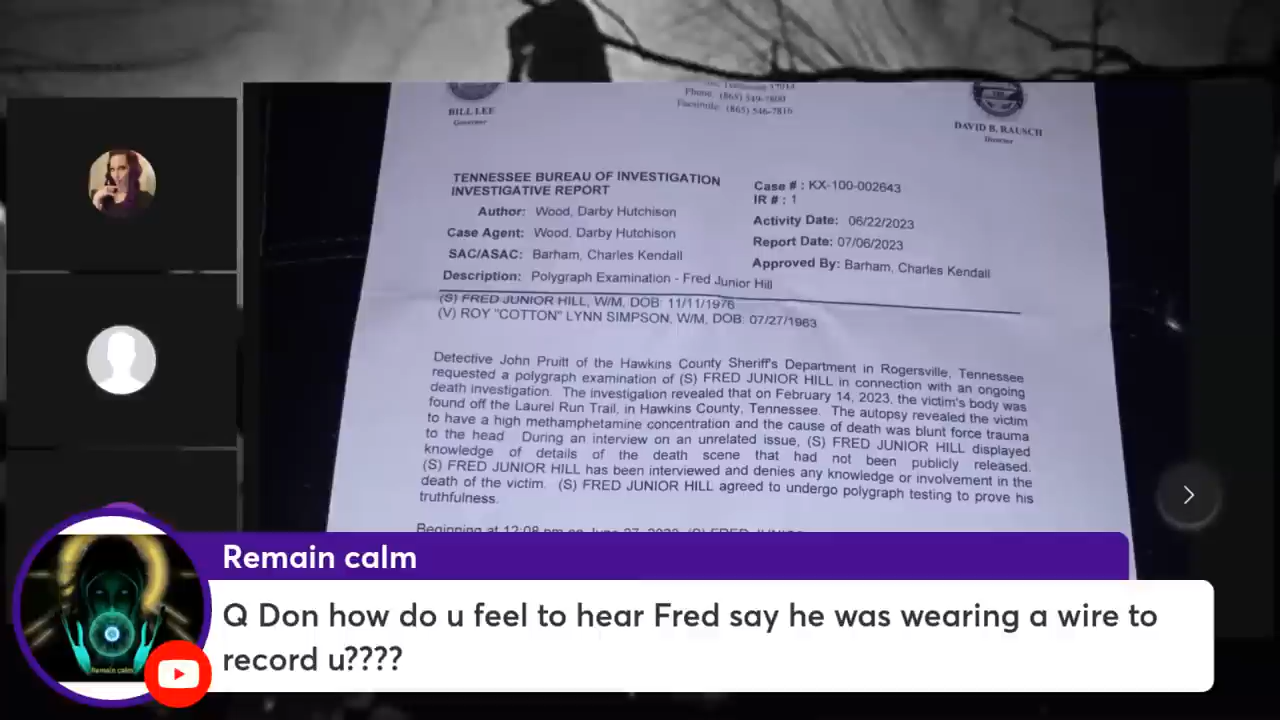 Phone: (865) 549-7800
Facsimile: (865) 546-7816
BILL LEE
Governor
DAVID B. RAUSCH
Director
TENNESSEE BUREAU OF INVESTIGATION
INVESTIGATIVE REPORT
Case # : KX-100-002643
IR # : 1
Author: Wood, Darby Hutchison
Activity Date: 06/22/2023
Case Agent: Wood, Darby Hutchison
Report Date: 07/06/2023
SAC/ASAC: Barham, Charles Kendall
Approved By: Barham, Charles Kendall
Description: Polygraph Examination - Fred Junior Hill
(S) FRED JUNIOR HILL, W/M, DOB: 11/11/1976
(V) ROY "COTTON" LYNN SIMPSON, W/M, DOB: 07/27/1963
Detective John Pruitt of the Hawkins County Sheriff's Department in Rogersville, Tennessee
requested a polygraph examination of (S) FRED JUNIOR HILL in connection with an ongoing
death investigation. The investigation revealed that on February 14, 2023, the victim's body was
found off the Laurel Run Trail, in Hawkins County, Tennessee. The autopsy revealed the victim
to have a high methamphetamine concentration and the cause of death was blunt force trauma
to the head During an interview on an unrelated issue, (S) FRED JUNIOR HILL displayed
knowledge of details of the death scene that had not been publicly released.
(S) FRED JUNIOR HILL has been interviewed and denies any knowledge or involvement in the
death of the victim. (S) FRED JUNIOR HILL agreed to undergo polygraph testing to prove his
truthfulness.
Beginning at 12:08 pm on June
Remain calm
Q Don how do u feel to hear Fred say he was wearing a wire to
record u????
Remain calm